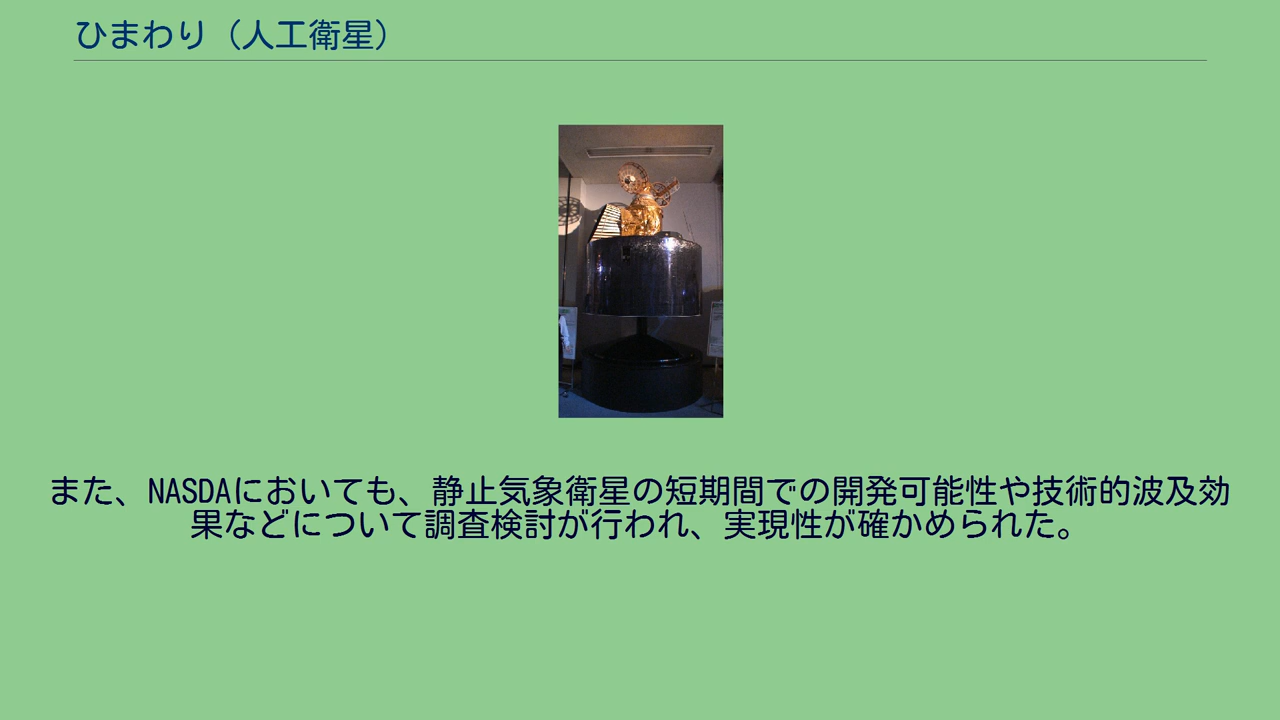 ひまわり（人工衛星）
また、NASDAにおいても、静止気象衛星の短期間での開発可能性や技術的波及効
果などについて調査検討が行われ、実現性が確かめられた。